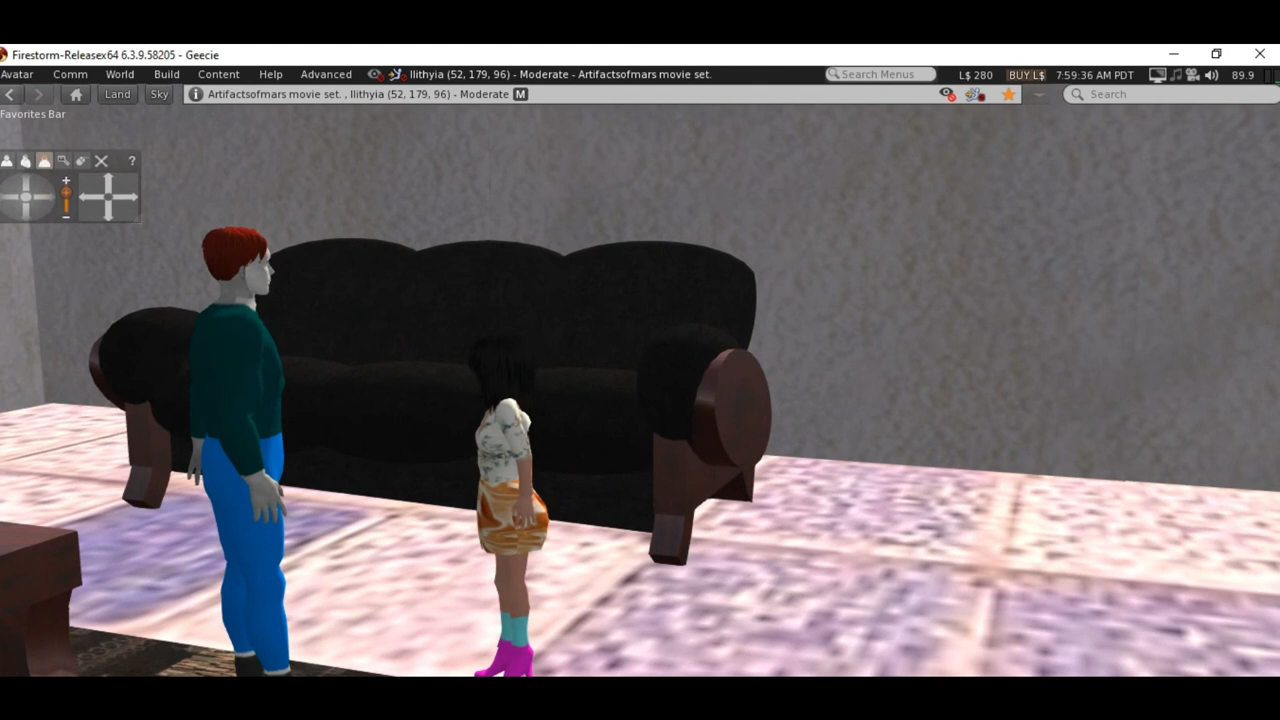 Firestorm-Releasex64 6.3.9.58205 - Geecie
Avatar Comm World Build Content Help Advanced Ilithyia (52, 179, 96) - Moderate - Artifactsofmars movie set. Search Menus L$ 280 BUY L$ 7:59:36 AM PDT 89.9
Land Sky Artifactsofmars movie set. , Ilithyia (52, 179, 96) - Moderate M Search
Favorites Bar
?
+
-